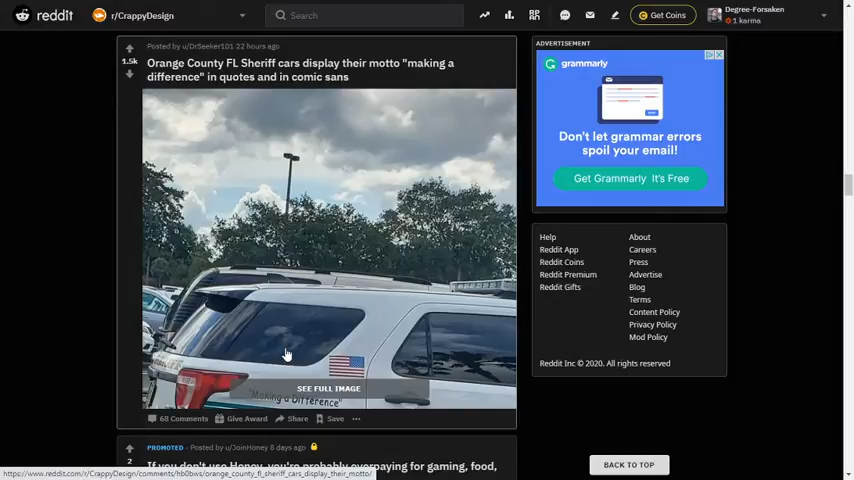 reddit
r/CrappyDesign
Search
Get Coins
Degree-Forsaken
1 karma
Posted by u/DrSeeker101 22 hours ago
1.5k
Orange County FL Sheriff cars display their motto "making a
difference" in quotes and in comic sans
SEE FULL IMAGE
"Making a Difference"
68 Comments
Give Award
Share
Save
PROMOTED
Posted by u/JoinHoney 8 days ago
2
If you don't use Honey, you're probably overpaying for gaming, food,
ADVERTISEMENT
grammarly
Don't let grammar errors
spoil your email!
Get Grammarly It's Free
Help
About
Reddit App
Careers
Reddit Coins
Press
Reddit Premium
Advertise
Reddit Gifts
Blog
Terms
Content Policy
Privacy Policy
Mod Policy
Reddit Inc © 2020. All rights reserved
BACK TO TOP
https://www.reddit.com/r/CrappyDesign/comments/hb0bws/orange_county_fl_sheriff_cars_display_their_motto/